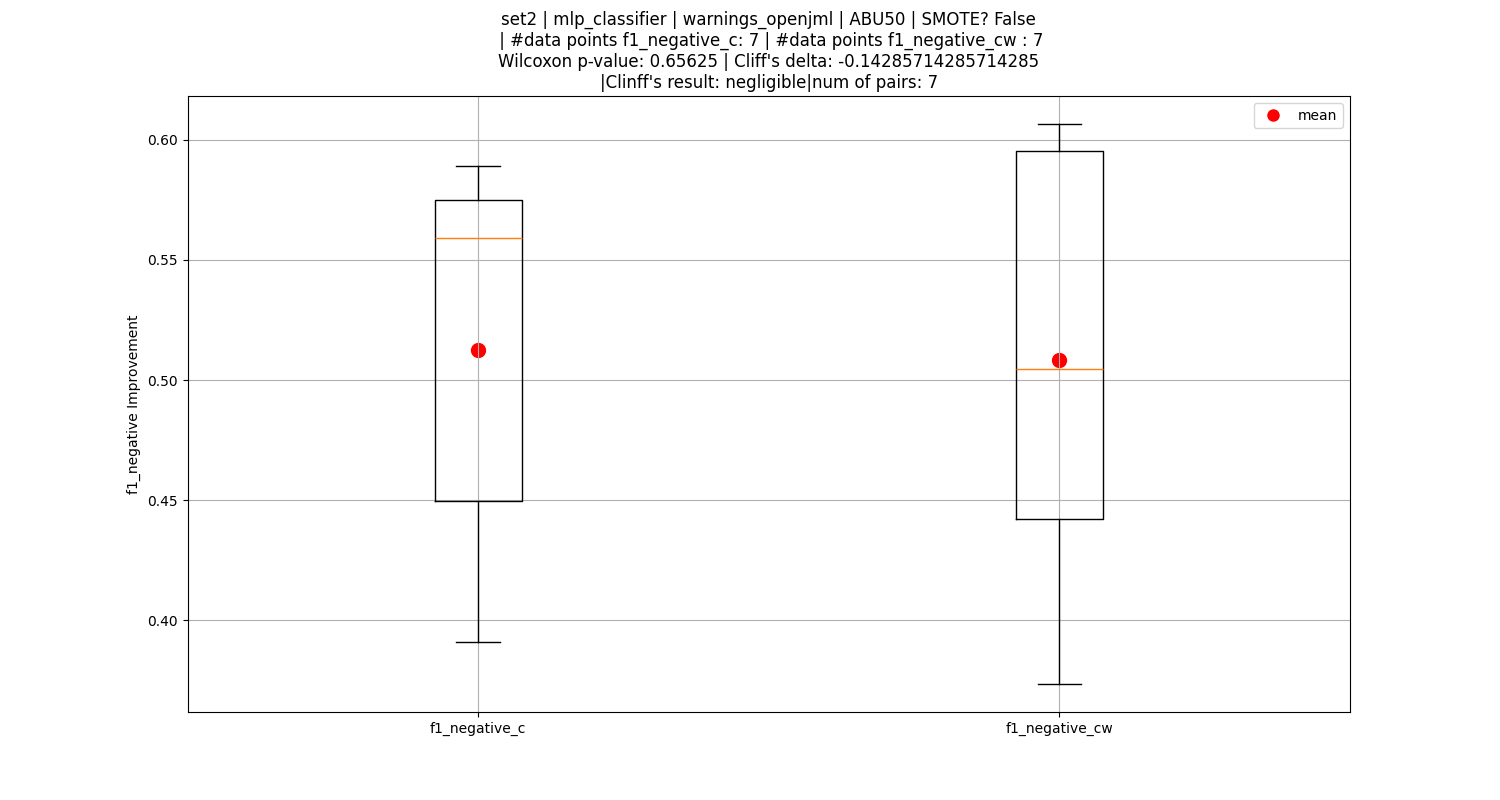 set2 | mlp_classifier | warnings_openjml | ABU50 | SMOTE? False
| #data points f1_negative_c: 7 | #data points f1_negative_cw : 7
Wilcoxon p-value: 0.65625 | Cliff's delta: -0.14285714285714285
|Clinff's result: negligible|num of pairs: 7
mean
0.60
0.55
0.50
0.45
0.40
f1_negative Improvement
f1_negative_c
f1_negative_cw